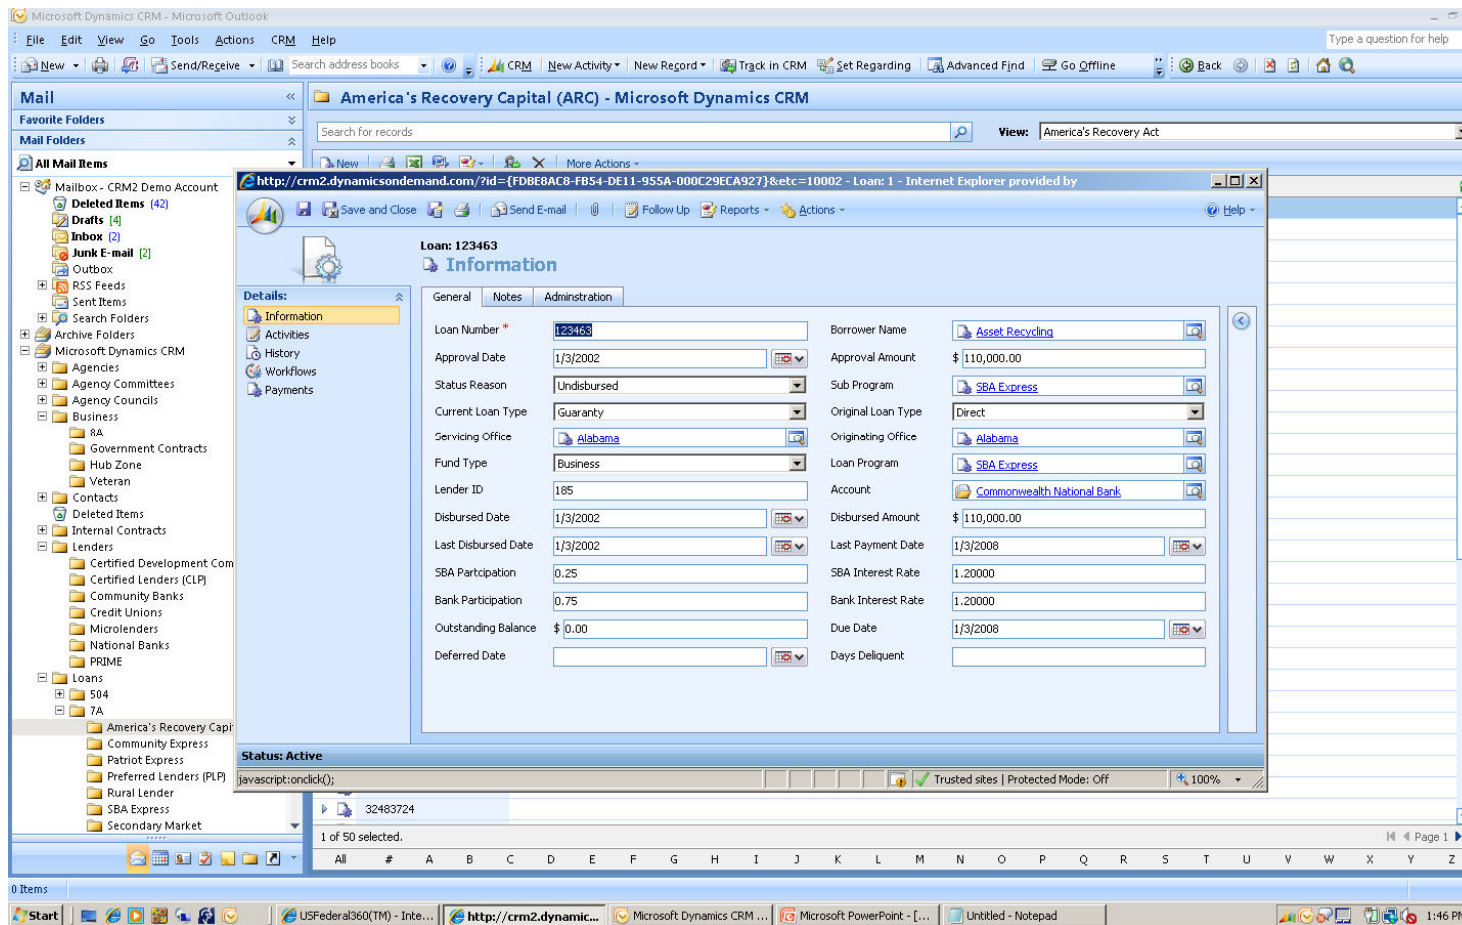 Microsoft Dynamics CRM - Microsoft Outlook
File Edit View Go Tools Actions CRM Help
Type a question for help
New Send/Receive Search address books CRM New Activity New Record Track in CRM Set Regarding Advanced Find Go Offline Back
Mail «
America's Recovery Capital (ARC) - Microsoft Dynamics CRM
Favorite Folders
Mail Folders
Search for records
View: America's Recovery Act
All Mail Items
New More Actions
Mailbox - CRM2 Demo Account
Deleted Items (42)
Drafts [4]
Inbox (2)
Junk E-mail [2]
Outbox
RSS Feeds
Sent Items
Search Folders
Archive Folders
Microsoft Dynamics CRM
Agencies
Agency Committees
Agency Councils
Business
8A
Government Contracts
Hub Zone
Veteran
Contacts
Deleted Items
Internal Contracts
Lenders
Certified Development Com
Certified Lenders (CLP)
Community Banks
Credit Unions
Microlenders
National Banks
PRIME
Loans
504
7A
America's Recovery Capi
Community Express
Patriot Express
Preferred Lenders (PLP)
Rural Lender
SBA Express
Secondary Market
http://crm2.dynamicsondemand.com/?id={FDBE8AC8-FB54-DE11-955A-000C29ECA927}&etc=10002 - Loan: 1 - Internet Explorer provided by
Save and Close Send E-mail Follow Up Reports Actions Help
Loan: 123463
Information
Details:
Information
Activities
History
Workflows
Payments
General Notes Adminstration
Loan Number * 123463 Borrower Name Asset Recycling
Approval Date 1/3/2002 Approval Amount $ 110,000.00
Status Reason Undisbursed Sub Program SBA Express
Current Loan Type Guaranty Original Loan Type Direct
Servicing Office Alabama Originating Office Alabama
Fund Type Business Loan Program SBA Express
Lender ID 185 Account Commonwealth National Bank
Disbursed Date 1/3/2002 Disbursed Amount $ 110,000.00
Last Disbursed Date 1/3/2002 Last Payment Date 1/3/2008
SBA Partcipation 0.25 SBA Interest Rate 1.20000
Bank Participation 0.75 Bank Interest Rate 1.20000
Outstanding Balance $ 0.00 Due Date 1/3/2008
Deferred Date Days Deliquent
Status: Active
javascript:onclick(); Trusted sites | Protected Mode: Off 100%
32483724
1 of 50 selected. Page 1
All # A B C D E F G H I J K L M N O P Q R S T U V W X Y Z
0 Items
Start USFederal360(TM) - Inte... http://crm2.dynamic... Microsoft Dynamics CRM ... Microsoft PowerPoint - [... Untitled - Notepad 1:46 PM